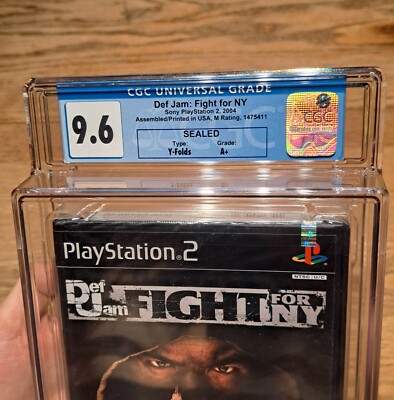 CGC UNIVERSAL GRADE
9.6
Def Jam: Fight for NY
Sony PlayStation 2, 2004
Assembled/Printed in USA, M Rating, 1475411
SEALED
Type: Grade:
Y-Folds A+
CGC
PlayStation®2
NTSC U/C
Def Jam FIGHT FOR NY